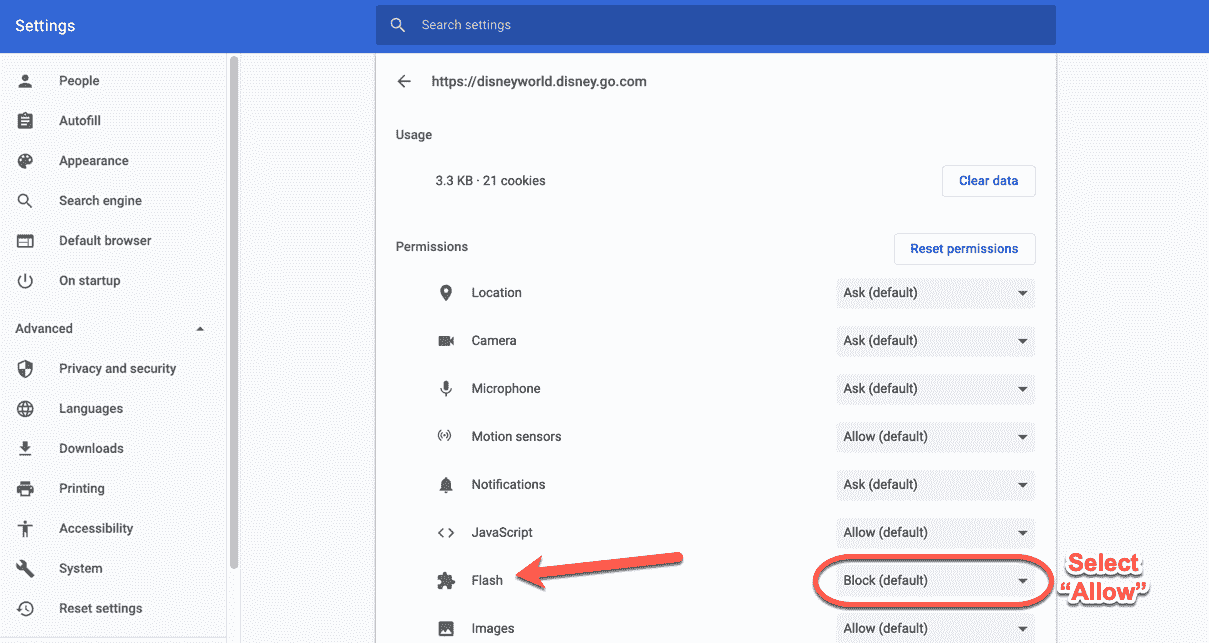 Settings
Search settings
People
Autofill
Appearance
Search engine
Default browser
On startup
Advanced
Privacy and security
Languages
Downloads
Printing
Accessibility
System
Reset settings
https://disneyworld.disney.go.com
Usage
3.3 KB · 21 cookies
Clear data
Permissions
Reset permissions
Location
Ask (default)
Camera
Ask (default)
Microphone
Ask (default)
Motion sensors
Allow (default)
Notifications
Ask (default)
JavaScript
Allow (default)
Flash
Block (default)
Select
“Allow”
Images
Allow (default)